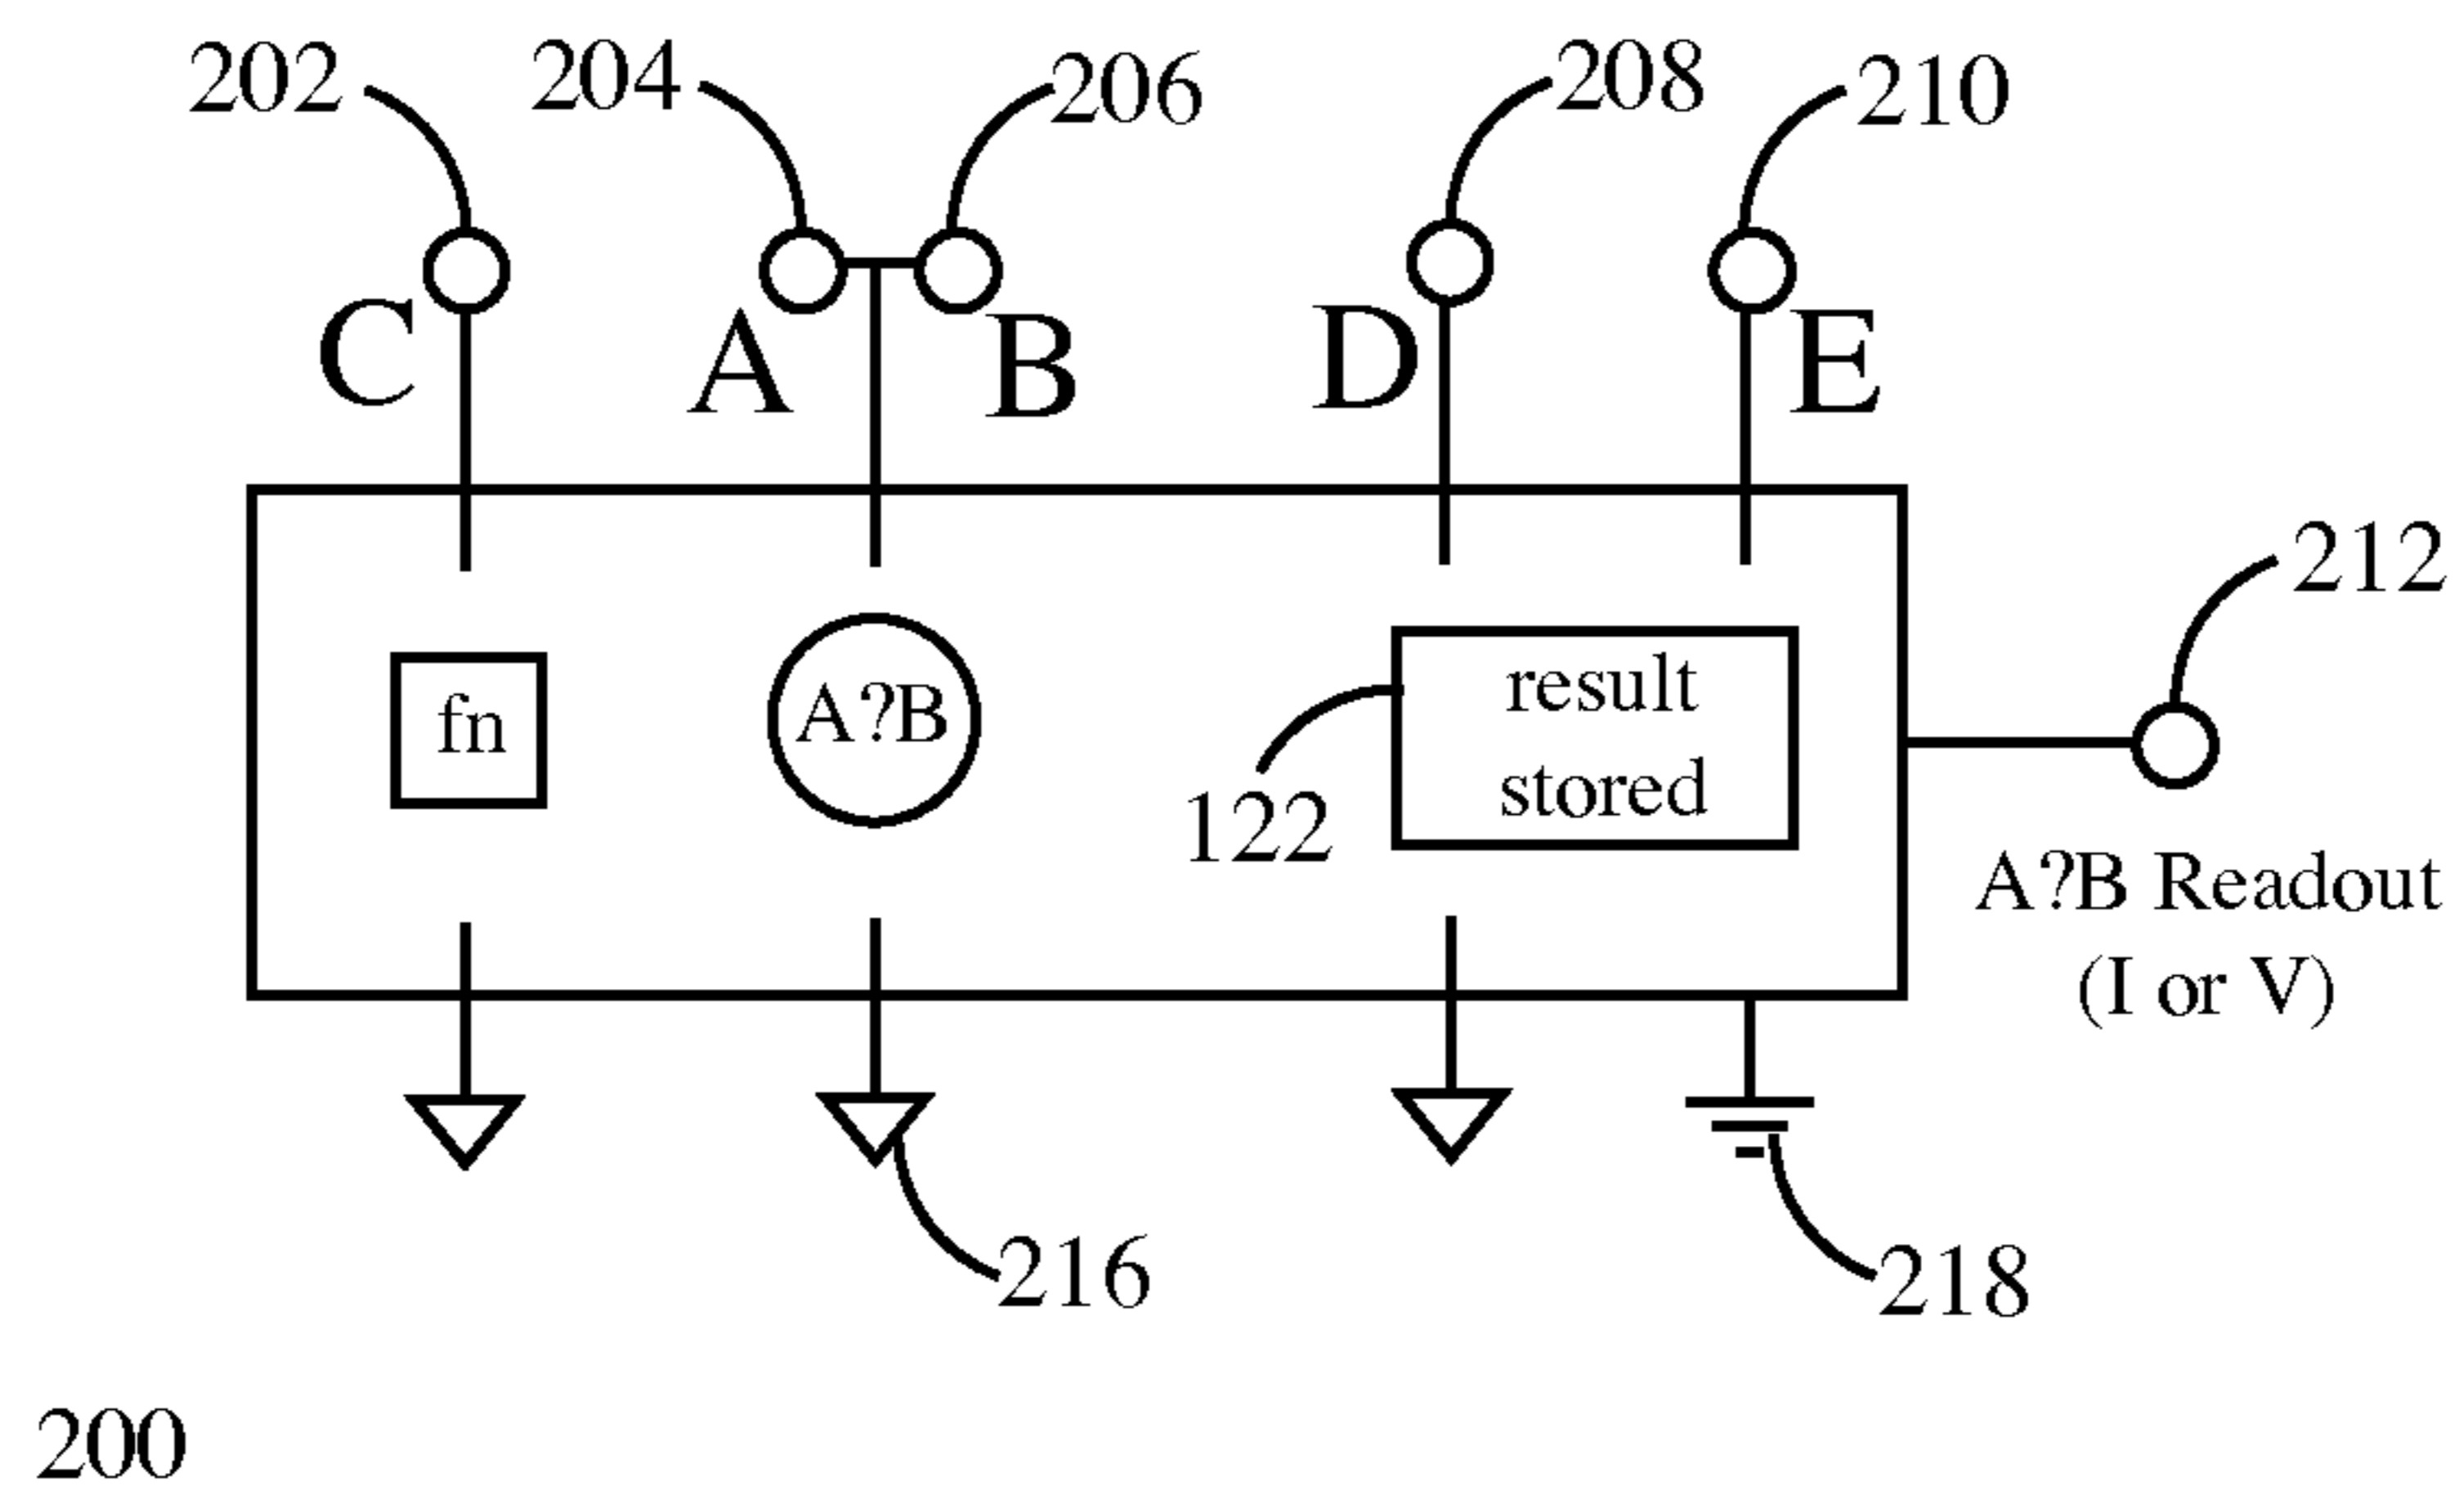 202
204
206
208
210
C
A
B
D
E
212
fn
A?B
result
stored
122
A?B Readout
(I or V)
216
218
200